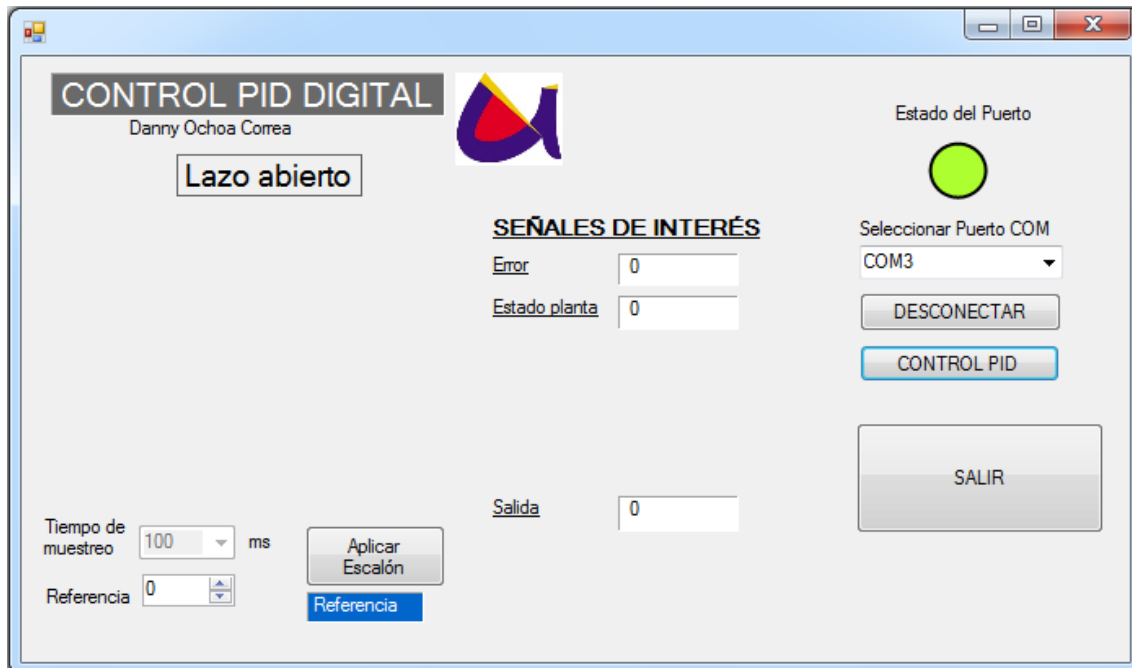 CONTROL PID DIGITAL
Danny Ochoa Correa
Lazo abierto
Estado del Puerto
SEÑALES DE INTERÉS
Error
0
Estado planta
0
Seleccionar Puerto COM
COM3
DESCONECTAR
CONTROL PID
SALIR
Salida
0
Tiempo de
muestreo
100
ms
Aplicar
Escalón
Referencia
0
Referencia